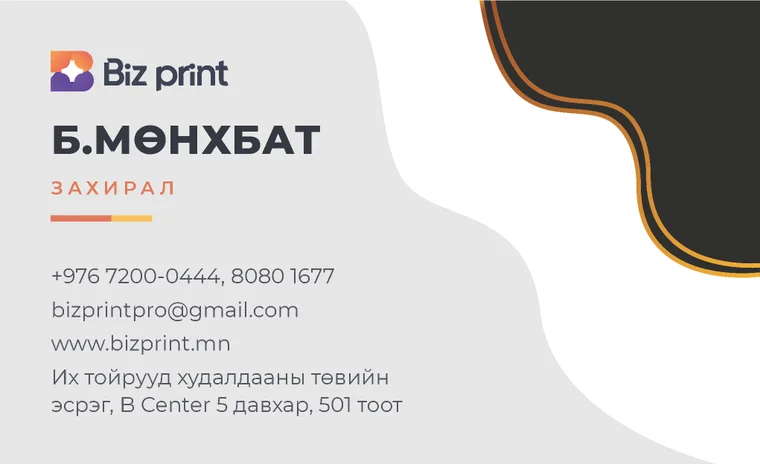 Biz print
Б.МӨНХБАТ
ЗАХИРАЛ
+976 7200-0444, 8080 1677
bizprintpro@gmail.com
www.bizprint.mn
Их тойрууд худалдааны төвийн
эсрэг, B Center 5 давхар, 501 тоот